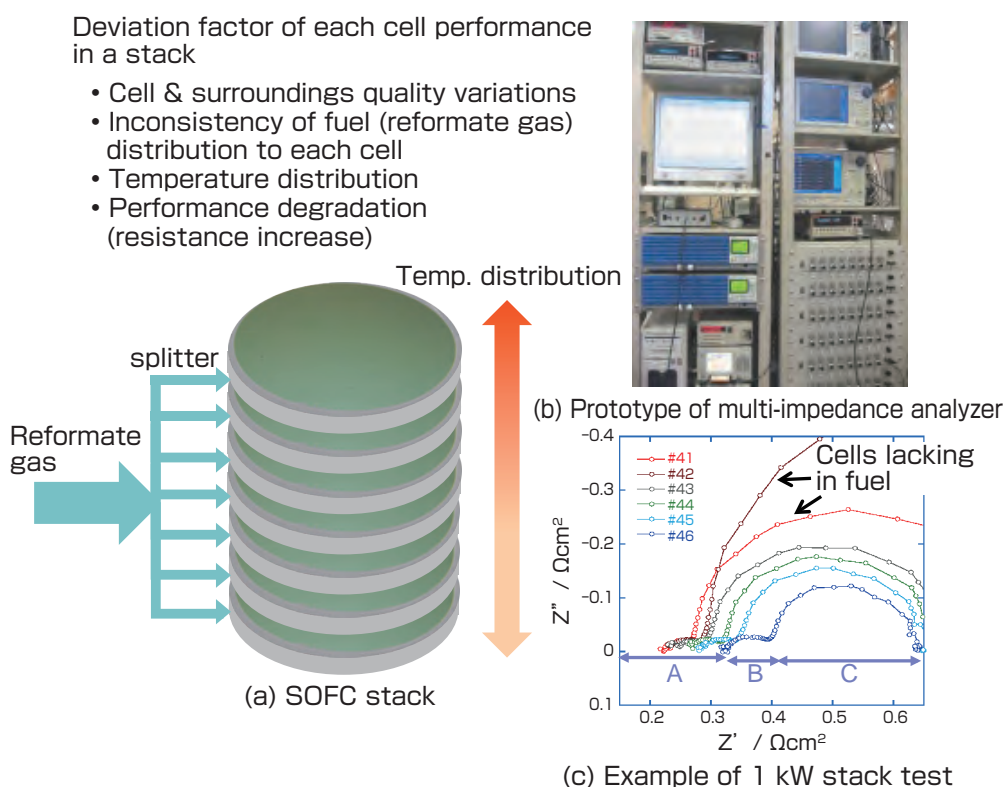 Deviation factor of each cell performance
in a stack
• Cell & surroundings quality variations
• Inconsistency of fuel (reformate gas)
distribution to each cell
• Temperature distribution
• Performance degradation
(resistance increase)
Temp. distribution
splitter
Reformate
gas
(a) SOFC stack
(b) Prototype of multi-impedance analyzer
-0.4
-0.3
-0.2
-0.1
0
0.1
Z" / Ωcm²
#41
#42
#43
#44
#45
#46
Cells lacking
in fuel
A
B
C
0.2
0.3
0.4
0.5
0.6
Z' / Ωcm²
(c) Example of 1 kW stack test